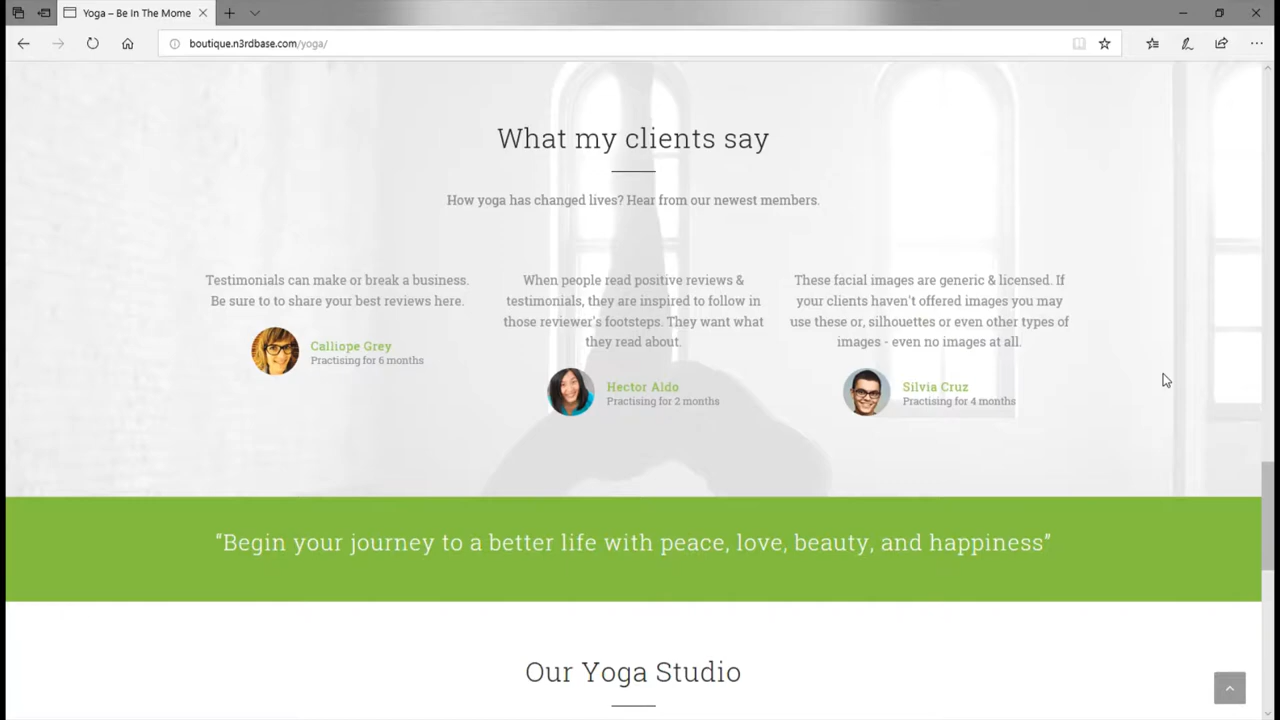 Yoga – Be In The Mome
boutique.n3rdbase.com/yoga/
What my clients say
How yoga has changed lives? Hear from our newest members.
Testimonials can make or break a business.
Be sure to to share your best reviews here.
Calliope Grey
Practising for 6 months
When people read positive reviews &
testimonials, they are inspired to follow in
those reviewer's footsteps. They want what
they read about.
Hector Aldo
Practising for 2 months
These facial images are generic & licensed. If
your clients haven't offered images you may
use these or, silhouettes or even other types of
images - even no images at all.
Silvia Cruz
Practising for 4 months
“Begin your journey to a better life with peace, love, beauty, and happiness”
Our Yoga Studio